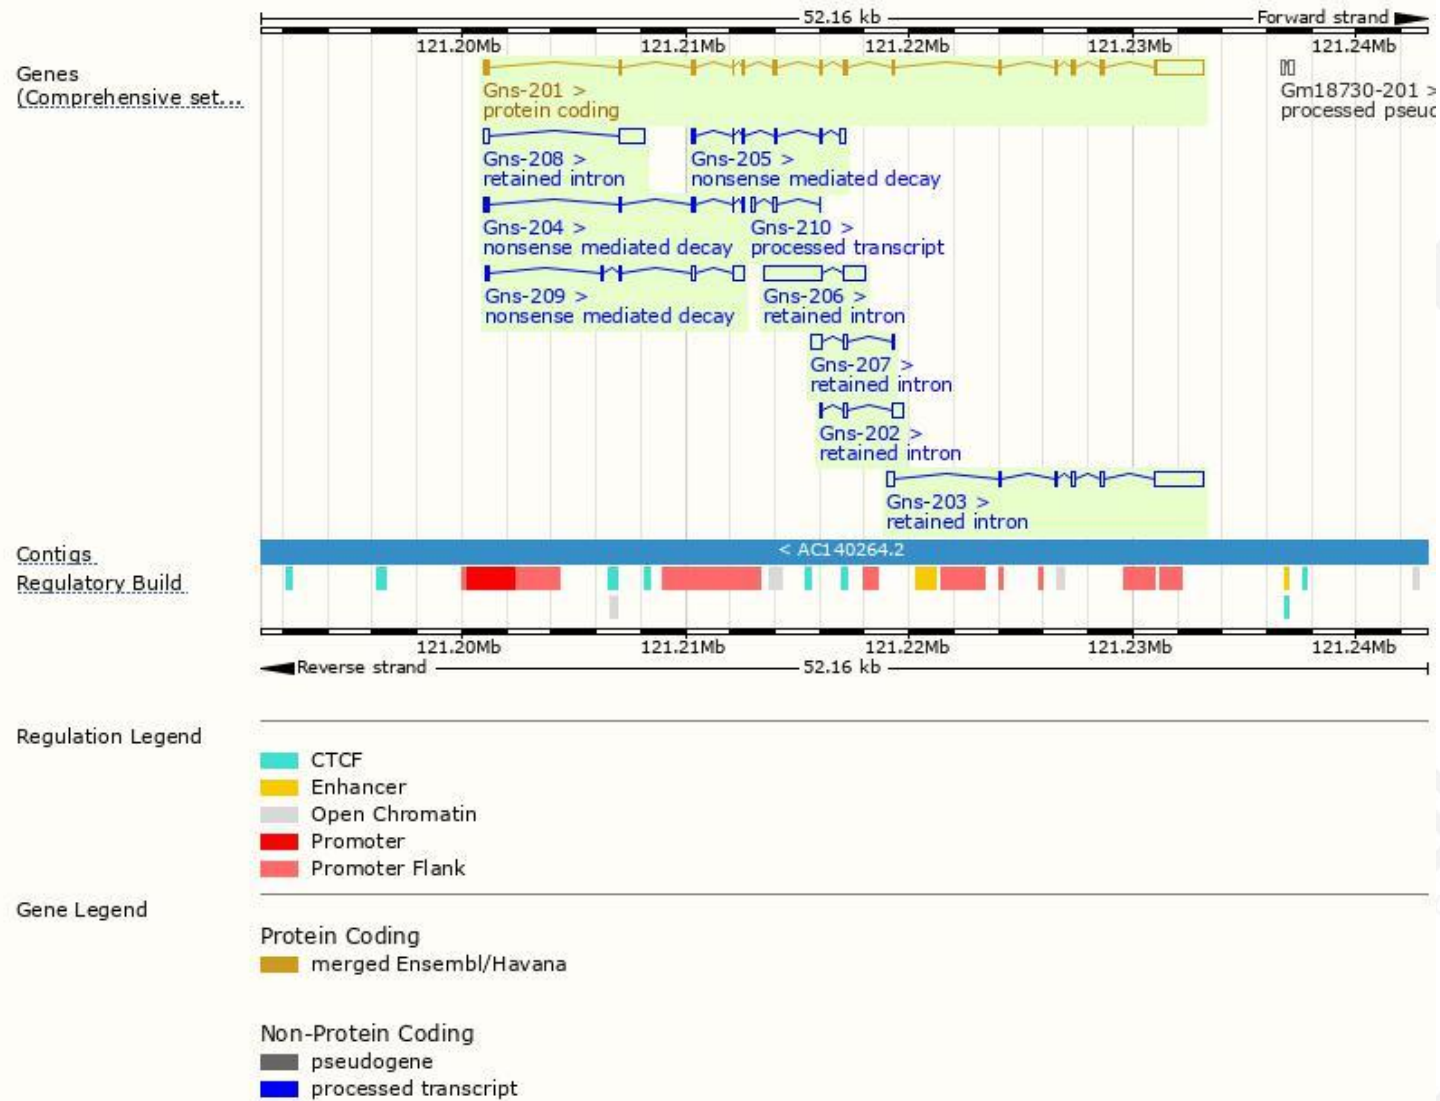 52.16 kb
Forward strand
121.20Mb 121.21Mb 121.22Mb 121.23Mb 121.24Mb
Genes
(Comprehensive set...
Gns-201 >
protein coding
Gm18730-201 >
processed pseud
Gns-208 >
retained intron
Gns-205 >
nonsense mediated decay
Gns-204 >
nonsense mediated decay
Gns-210 >
processed transcript
Gns-209 >
nonsense mediated decay
Gns-206 >
retained intron
Gns-207 >
retained intron
Gns-202 >
retained intron
Gns-203 >
retained intron
Contigs
< AC140264.2
Regulatory Build
121.20Mb 121.21Mb 121.22Mb 121.23Mb 121.24Mb
Reverse strand
52.16 kb
Regulation Legend
CTCF
Enhancer
Open Chromatin
Promoter
Promoter Flank
Gene Legend
Protein Coding
merged Ensembl/Havana
Non-Protein Coding
pseudogene
processed transcript